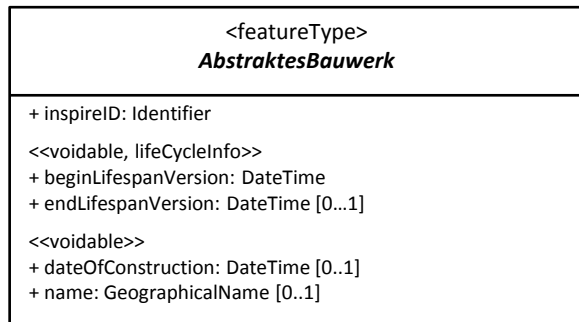 <featureType>
AbstraktesBauwerk
+ inspireID: Identifier
<<voidable, lifeCycleInfo>>
+ beginLifespanVersion: DateTime
+ endLifespanVersion: DateTime [0…1]
<<voidable>>
+ dateOfConstruction: DateTime [0..1]
+ name: GeographicalName [0..1]